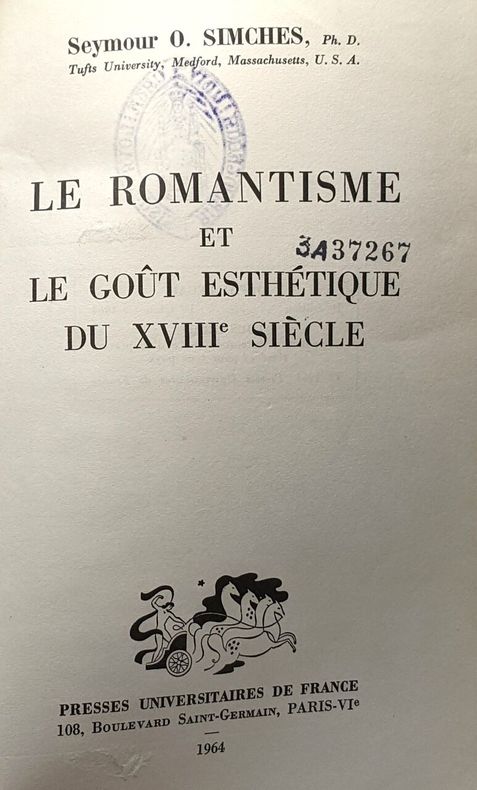 Seymour O. SIMCHES, Ph. D.
Tufts University, Medford, Massachusetts, U. S. A.
LE ROMANTISME
ET
3A37267
LE GOÛT ESTHÉTIQUE
DU XVIIIe SIÈCLE
PRESSES UNIVERSITAIRES DE FRANCE
108, BOULEVARD SAINT-GERMAIN, PARIS-VIe
1964